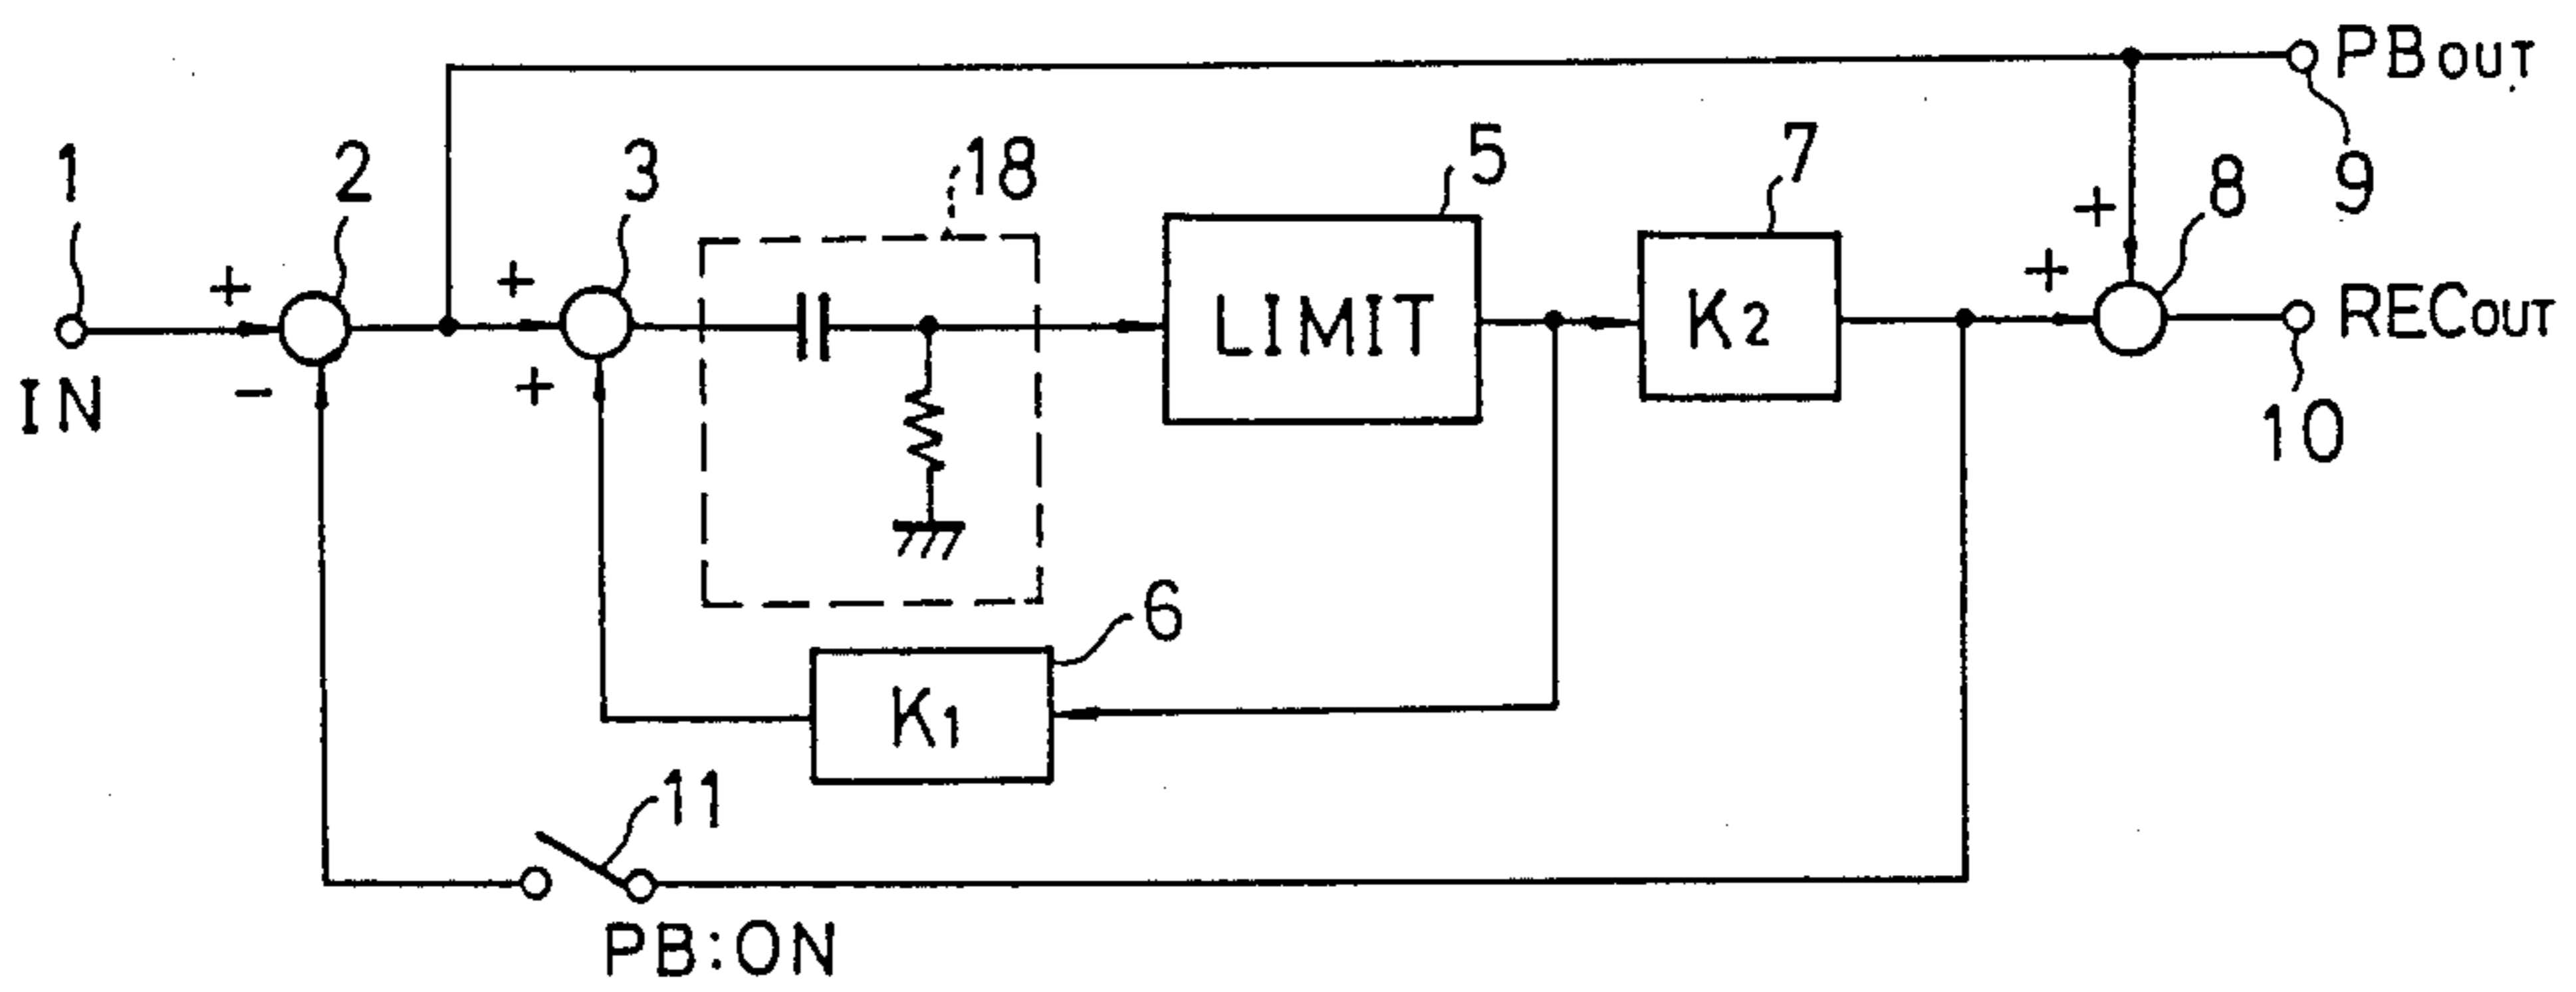 PBOUT
1
2
3
18
5
7
8
9
+
+
+
+
+
-
+
IN
LIMIT
K2
RECOUT
10
6
K1
11
PB:ON